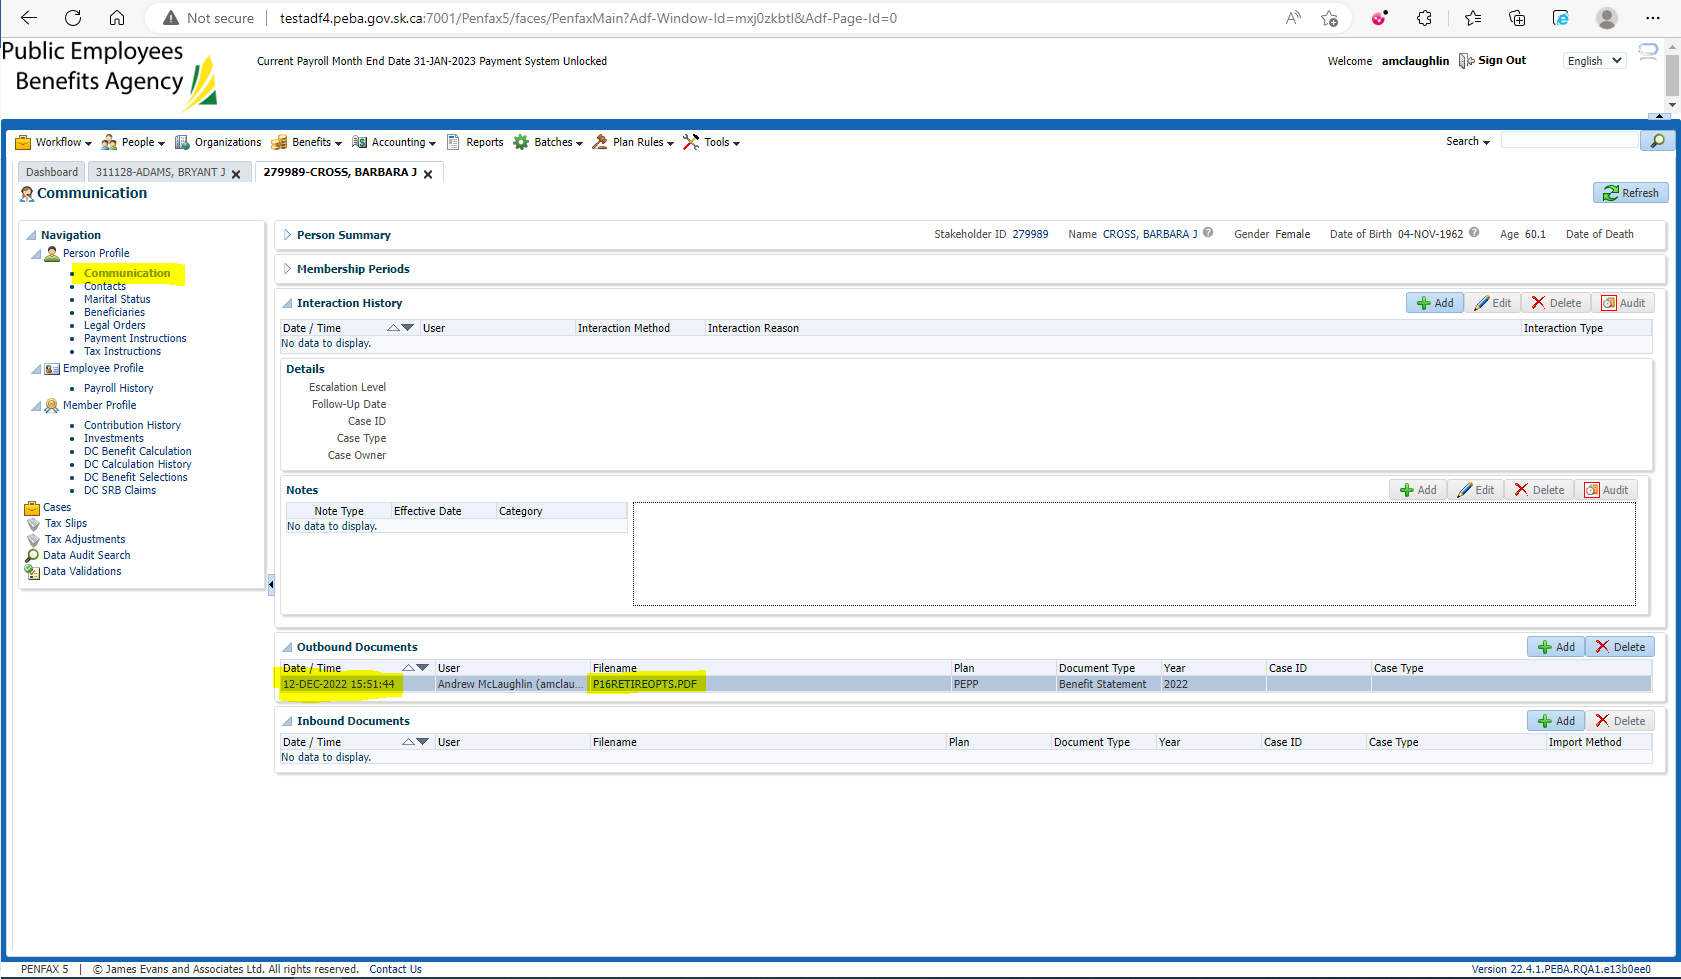 Not secure | testadf4.peba.gov.sk.ca:7001/Penfax5/faces/PenfaxMain?Adf-Window-Id=mxj0zkbtl&Adf-Page-Id=0
Public Employees
Benefits Agency
Current Payroll Month End Date 31-JAN-2023 Payment System Unlocked
Welcome amclaughlin Sign Out English
Workflow People Organizations Benefits Accounting Reports Batches Plan Rules Tools Search
Dashboard 311128-ADAMS, BRYANT J 279989-CROSS, BARBARA J
Communication
Refresh
Navigation
Person Profile
Communication
Contacts
Marital Status
Beneficiaries
Legal Orders
Payment Instructions
Tax Instructions
Employee Profile
Payroll History
Member Profile
Contribution History
Investments
DC Benefit Calculation
DC Calculation History
DC Benefit Selections
DC SRB Claims
Cases
Tax Slips
Tax Adjustments
Data Audit Search
Data Validations
Person Summary Stakeholder ID 279989 Name CROSS, BARBARA J Gender Female Date of Birth 04-NOV-1962 Age 60.1 Date of Death
Membership Periods
Interaction History Add Edit Delete Audit
Date / Time User Interaction Method Interaction Reason Interaction Type
No data to display.
Details
Escalation Level
Follow-Up Date
Case ID
Case Type
Case Owner
Notes Add Edit Delete Audit
Note Type Effective Date Category
No data to display.
Outbound Documents Add Delete
Date / Time User Filename Plan Document Type Year Case ID Case Type
12-DEC-2022 15:51:44 Andrew McLaughlin (amclau... P16RETIREOPTS.PDF PEPP Benefit Statement 2022
Inbound Documents Add Delete
Date / Time User Filename Plan Document Type Year Case ID Case Type Import Method
No data to display.
PENFAX 5 | © James Evans and Associates Ltd. All rights reserved. Contact Us Version 22.4.1.PEBA.RQA1.e13b0ee0